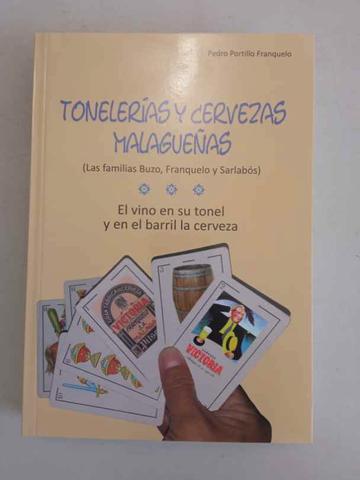 Pedro Portillo Franquelo
TONELERÍAS Y CERVEZAS
MALAGUEÑAS
(Las familias Buzo, Franquelo y Sarlabós)
El vino en su tonel
y en el barril la cerveza
VICTORIA
VICTORIA